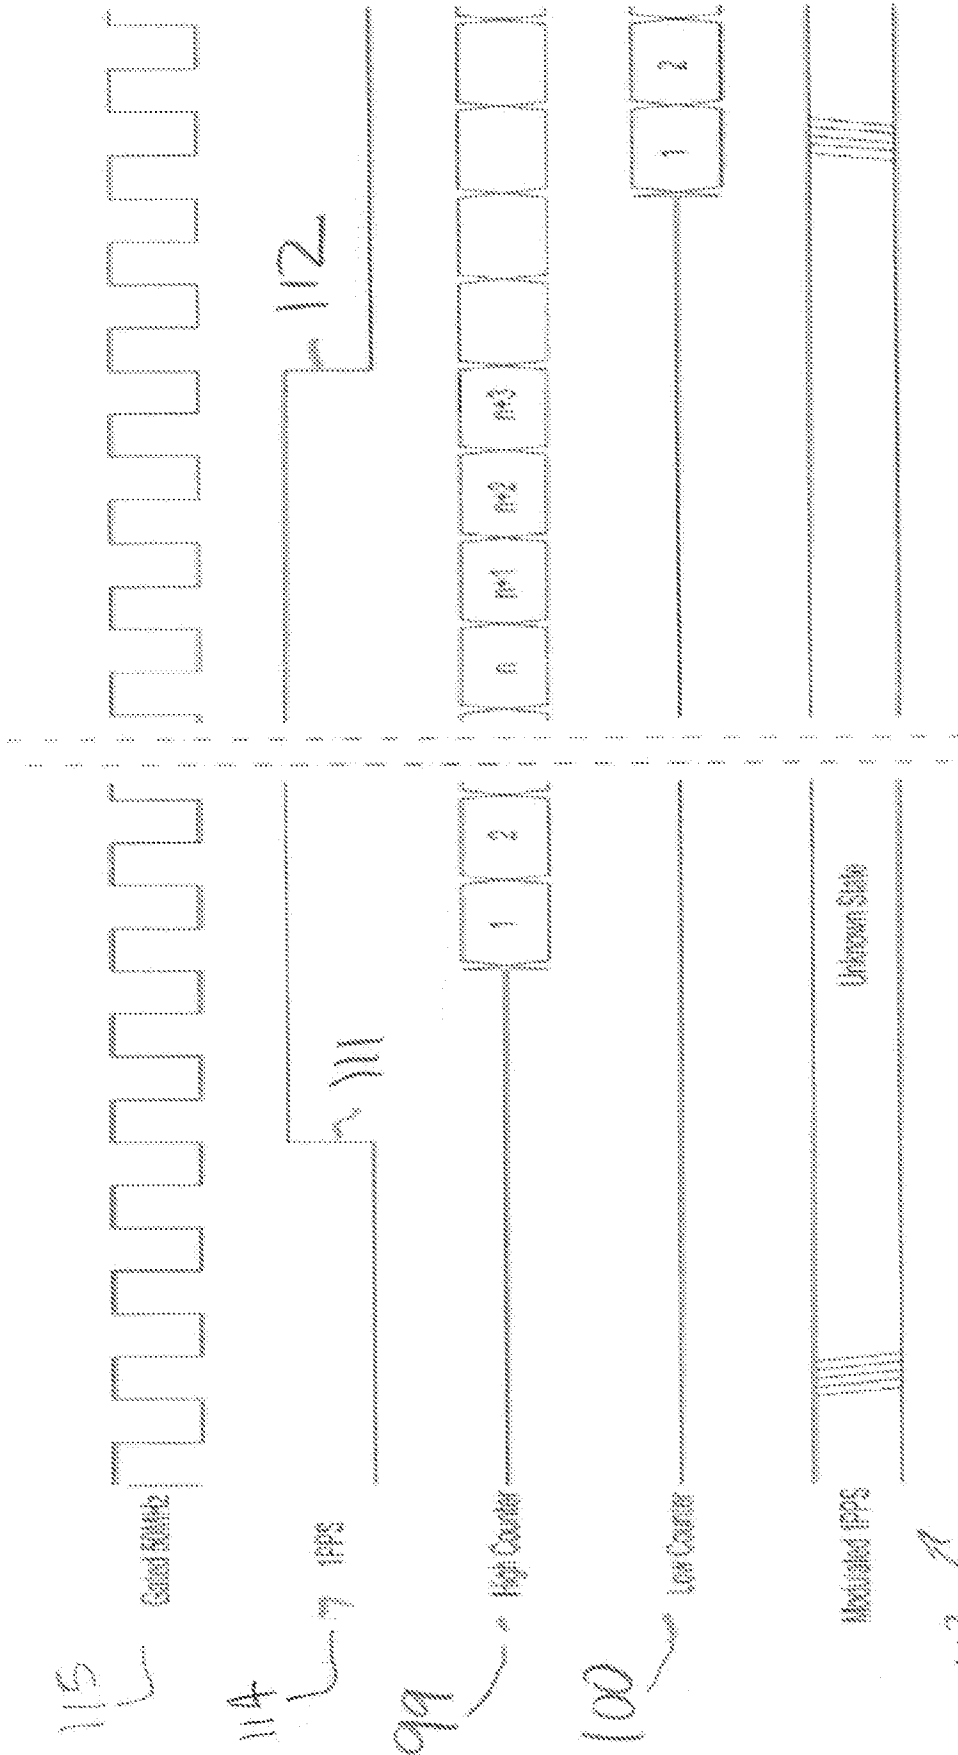 115 Gated 50MHz
114 1PPS
111
112
99 High Counter
1 2 n n+1 n+2 n+3
100 Low Counter
1 2
Modulated 1PPS
Unknown State